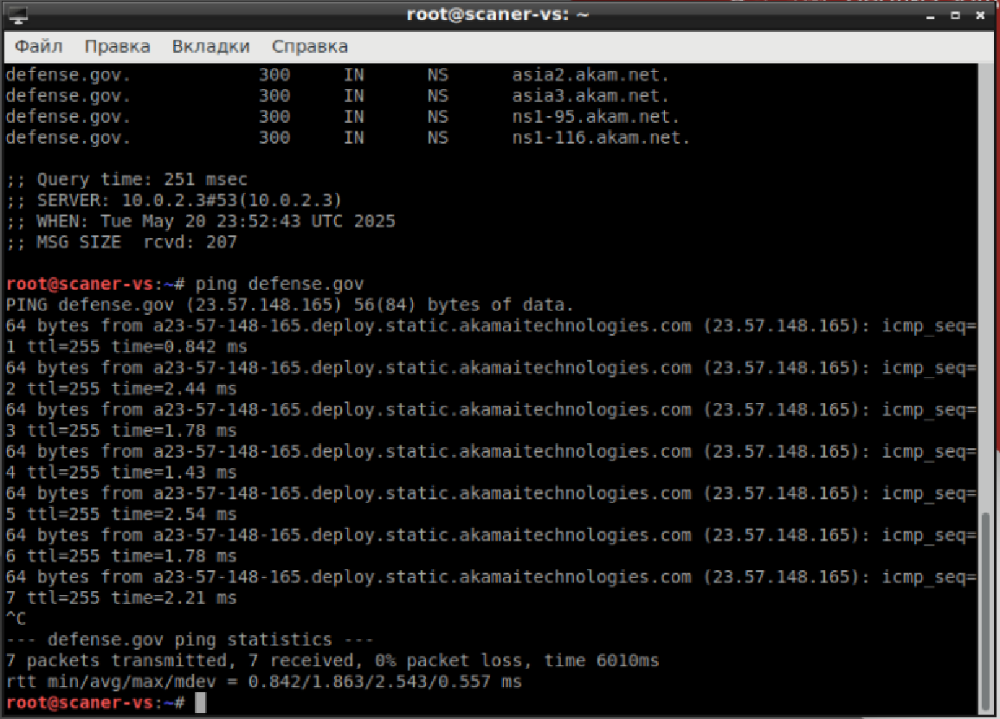 root@scaner-vs: ~
Файл Правка Вкладки Справка
defense.gov. 300 IN NS asia2.akam.net.
defense.gov. 300 IN NS asia3.akam.net.
defense.gov. 300 IN NS ns1-95.akam.net.
defense.gov. 300 IN NS ns1-116.akam.net.
;; Query time: 251 msec
;; SERVER: 10.0.2.3#53(10.0.2.3)
;; WHEN: Tue May 20 23:52:43 UTC 2025
;; MSG SIZE  rcvd: 207
root@scaner-vs:~# ping defense.gov
PING defense.gov (23.57.148.165) 56(84) bytes of data.
64 bytes from a23-57-148-165.deploy.static.akamaitechnologies.com (23.57.148.165): icmp_seq=
1 ttl=255 time=0.842 ms
64 bytes from a23-57-148-165.deploy.static.akamaitechnologies.com (23.57.148.165): icmp_seq=
2 ttl=255 time=2.44 ms
64 bytes from a23-57-148-165.deploy.static.akamaitechnologies.com (23.57.148.165): icmp_seq=
3 ttl=255 time=1.78 ms
64 bytes from a23-57-148-165.deploy.static.akamaitechnologies.com (23.57.148.165): icmp_seq=
4 ttl=255 time=1.43 ms
64 bytes from a23-57-148-165.deploy.static.akamaitechnologies.com (23.57.148.165): icmp_seq=
5 ttl=255 time=2.54 ms
64 bytes from a23-57-148-165.deploy.static.akamaitechnologies.com (23.57.148.165): icmp_seq=
6 ttl=255 time=1.78 ms
64 bytes from a23-57-148-165.deploy.static.akamaitechnologies.com (23.57.148.165): icmp_seq=
7 ttl=255 time=2.21 ms
^C
--- defense.gov ping statistics ---
7 packets transmitted, 7 received, 0% packet loss, time 6010ms
rtt min/avg/max/mdev = 0.842/1.863/2.543/0.557 ms
root@scaner-vs:~#